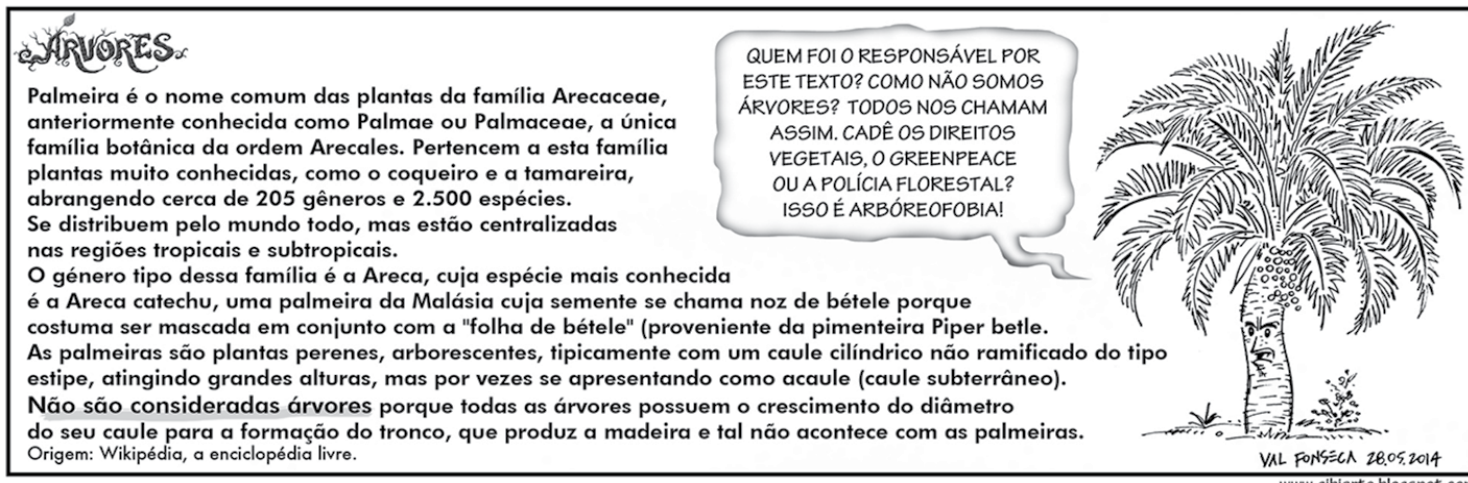 ÁRVORES
Palmeira é o nome comum das plantas da família Arecaceae,
anteriormente conhecida como Palmae ou Palmaceae, a única
família botânica da ordem Arecales. Pertencem a esta família
plantas muito conhecidas, como o coqueiro e a tamareira,
abrangendo cerca de 205 gêneros e 2.500 espécies.
Se distribuem pelo mundo todo, mas estão centralizadas
nas regiões tropicais e subtropicais.
O género tipo dessa família é a Areca, cuja espécie mais conhecida
é a Areca catechu, uma palmeira da Malásia cuja semente se chama noz de bétele porque
costuma ser mascada em conjunto com a "folha de bétele" (proveniente da pimenteira Piper betle.
As palmeiras são plantas perenes, arborescentes, tipicamente com um caule cilíndrico não ramificado do tipo
estipe, atingindo grandes alturas, mas por vezes se apresentando como acaule (caule subterrâneo).
Não são consideradas árvores porque todas as árvores possuem o crescimento do diâmetro
do seu caule para a formação do tronco, que produz a madeira e tal não acontece com as palmeiras.
Origem: Wikipédia, a enciclopédia livre.
QUEM FOI O RESPONSÁVEL POR
ESTE TEXTO? COMO NÃO SOMOS
ÁRVORES? TODOS NOS CHAMAM
ASSIM. CADÊ OS DIREITOS
VEGETAIS, O GREENPEACE
OU A POLÍCIA FLORESTAL?
ISSO É ARBÓREOFOBIA!
VAL FONSECA 28.05.2014